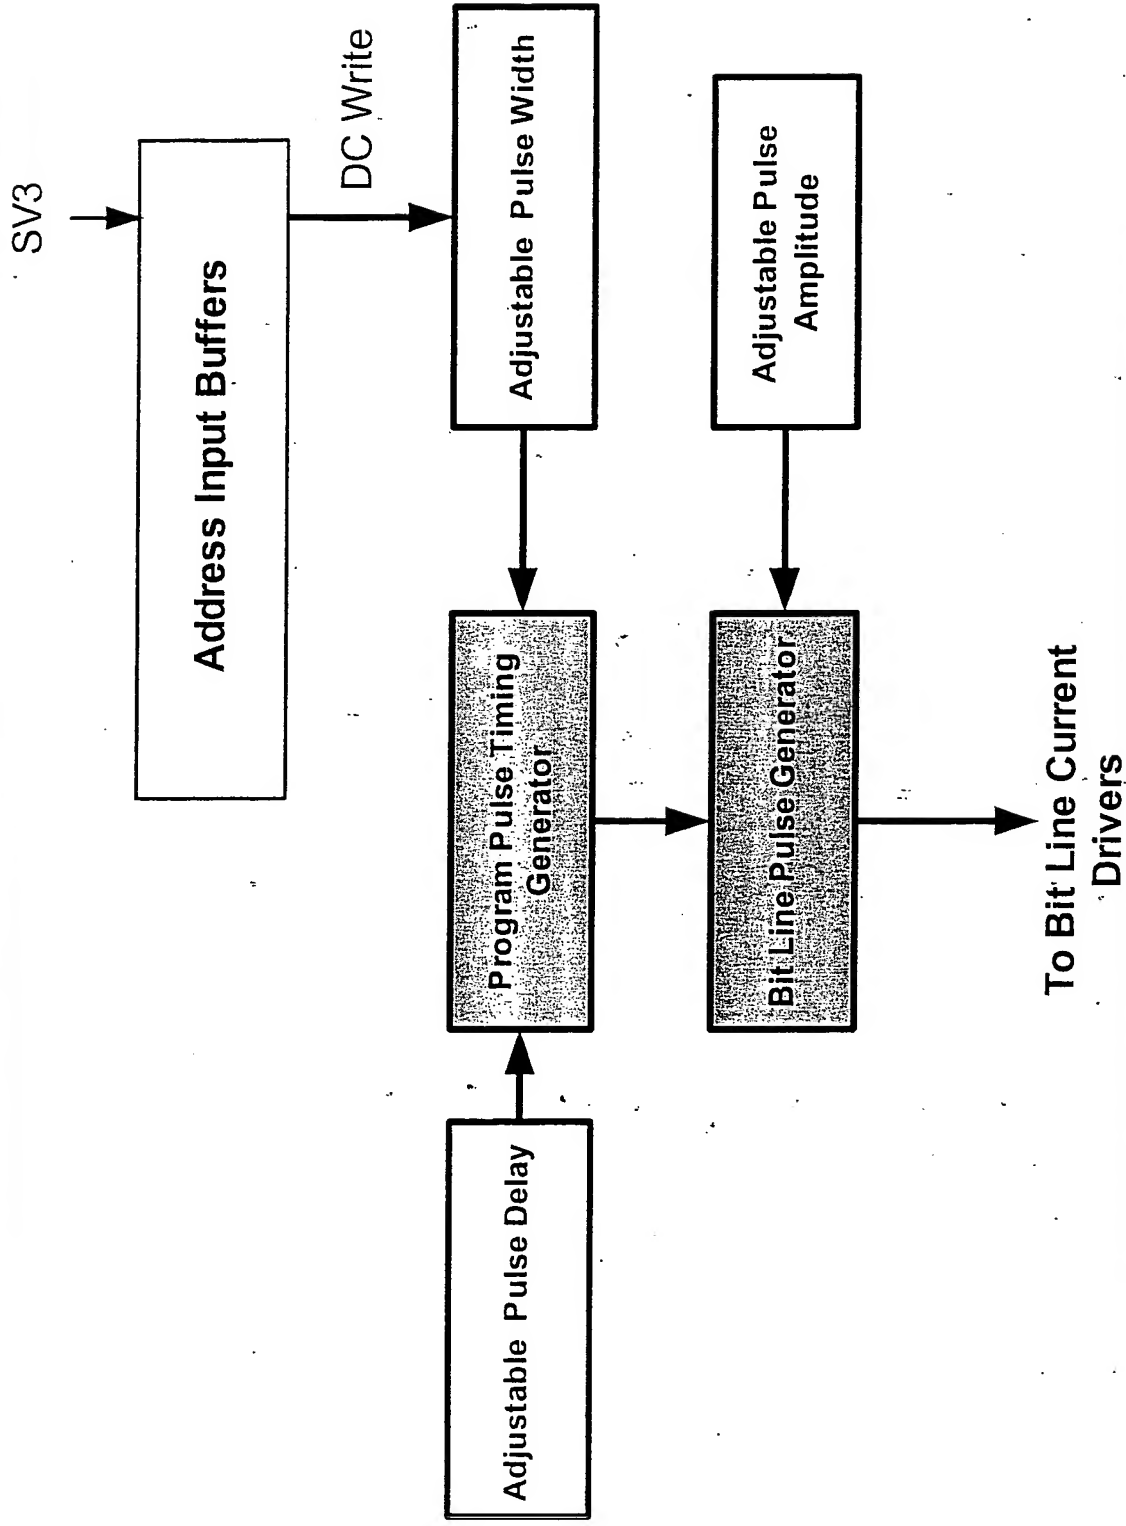 SV3
Address Input Buffers
DC Write
Adjustable Pulse Width
Program Pulse Timing
Generator
Adjustable Pulse Delay
Adjustable Pulse
Amplitude
Bit Line Pulse Generator
To Bit Line Current
Drivers